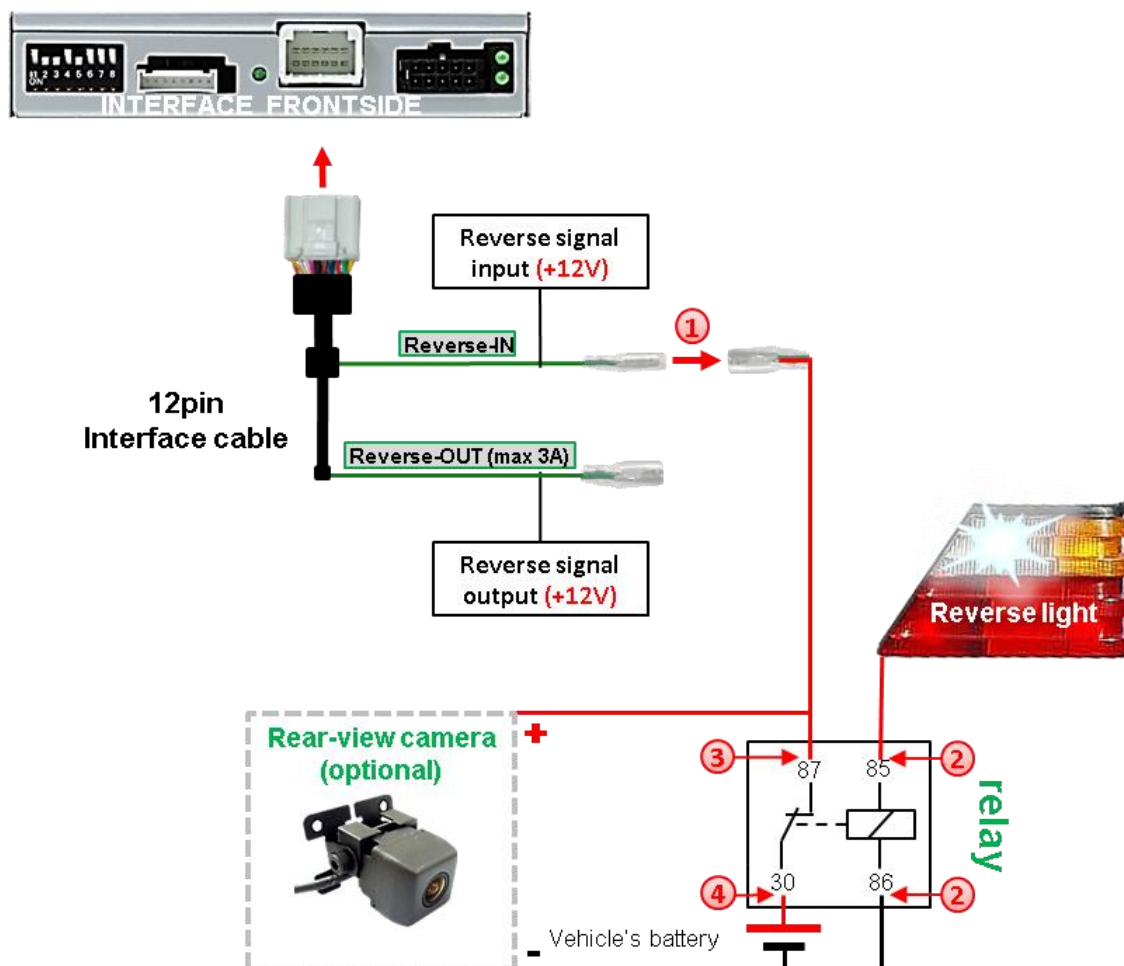 1 2 3 4 5 6 7 8
ON
INTERFACE FRONTSIDE
Reverse signal
input (+12V)
1
Reverse-IN
12pin
Interface cable
Reverse-OUT (max 3A)
Reverse signal
output (+12V)
Reverse light
Rear-view camera
(optional)
+
3
87
85
2
relay
4
30
86
2
- Vehicle's battery